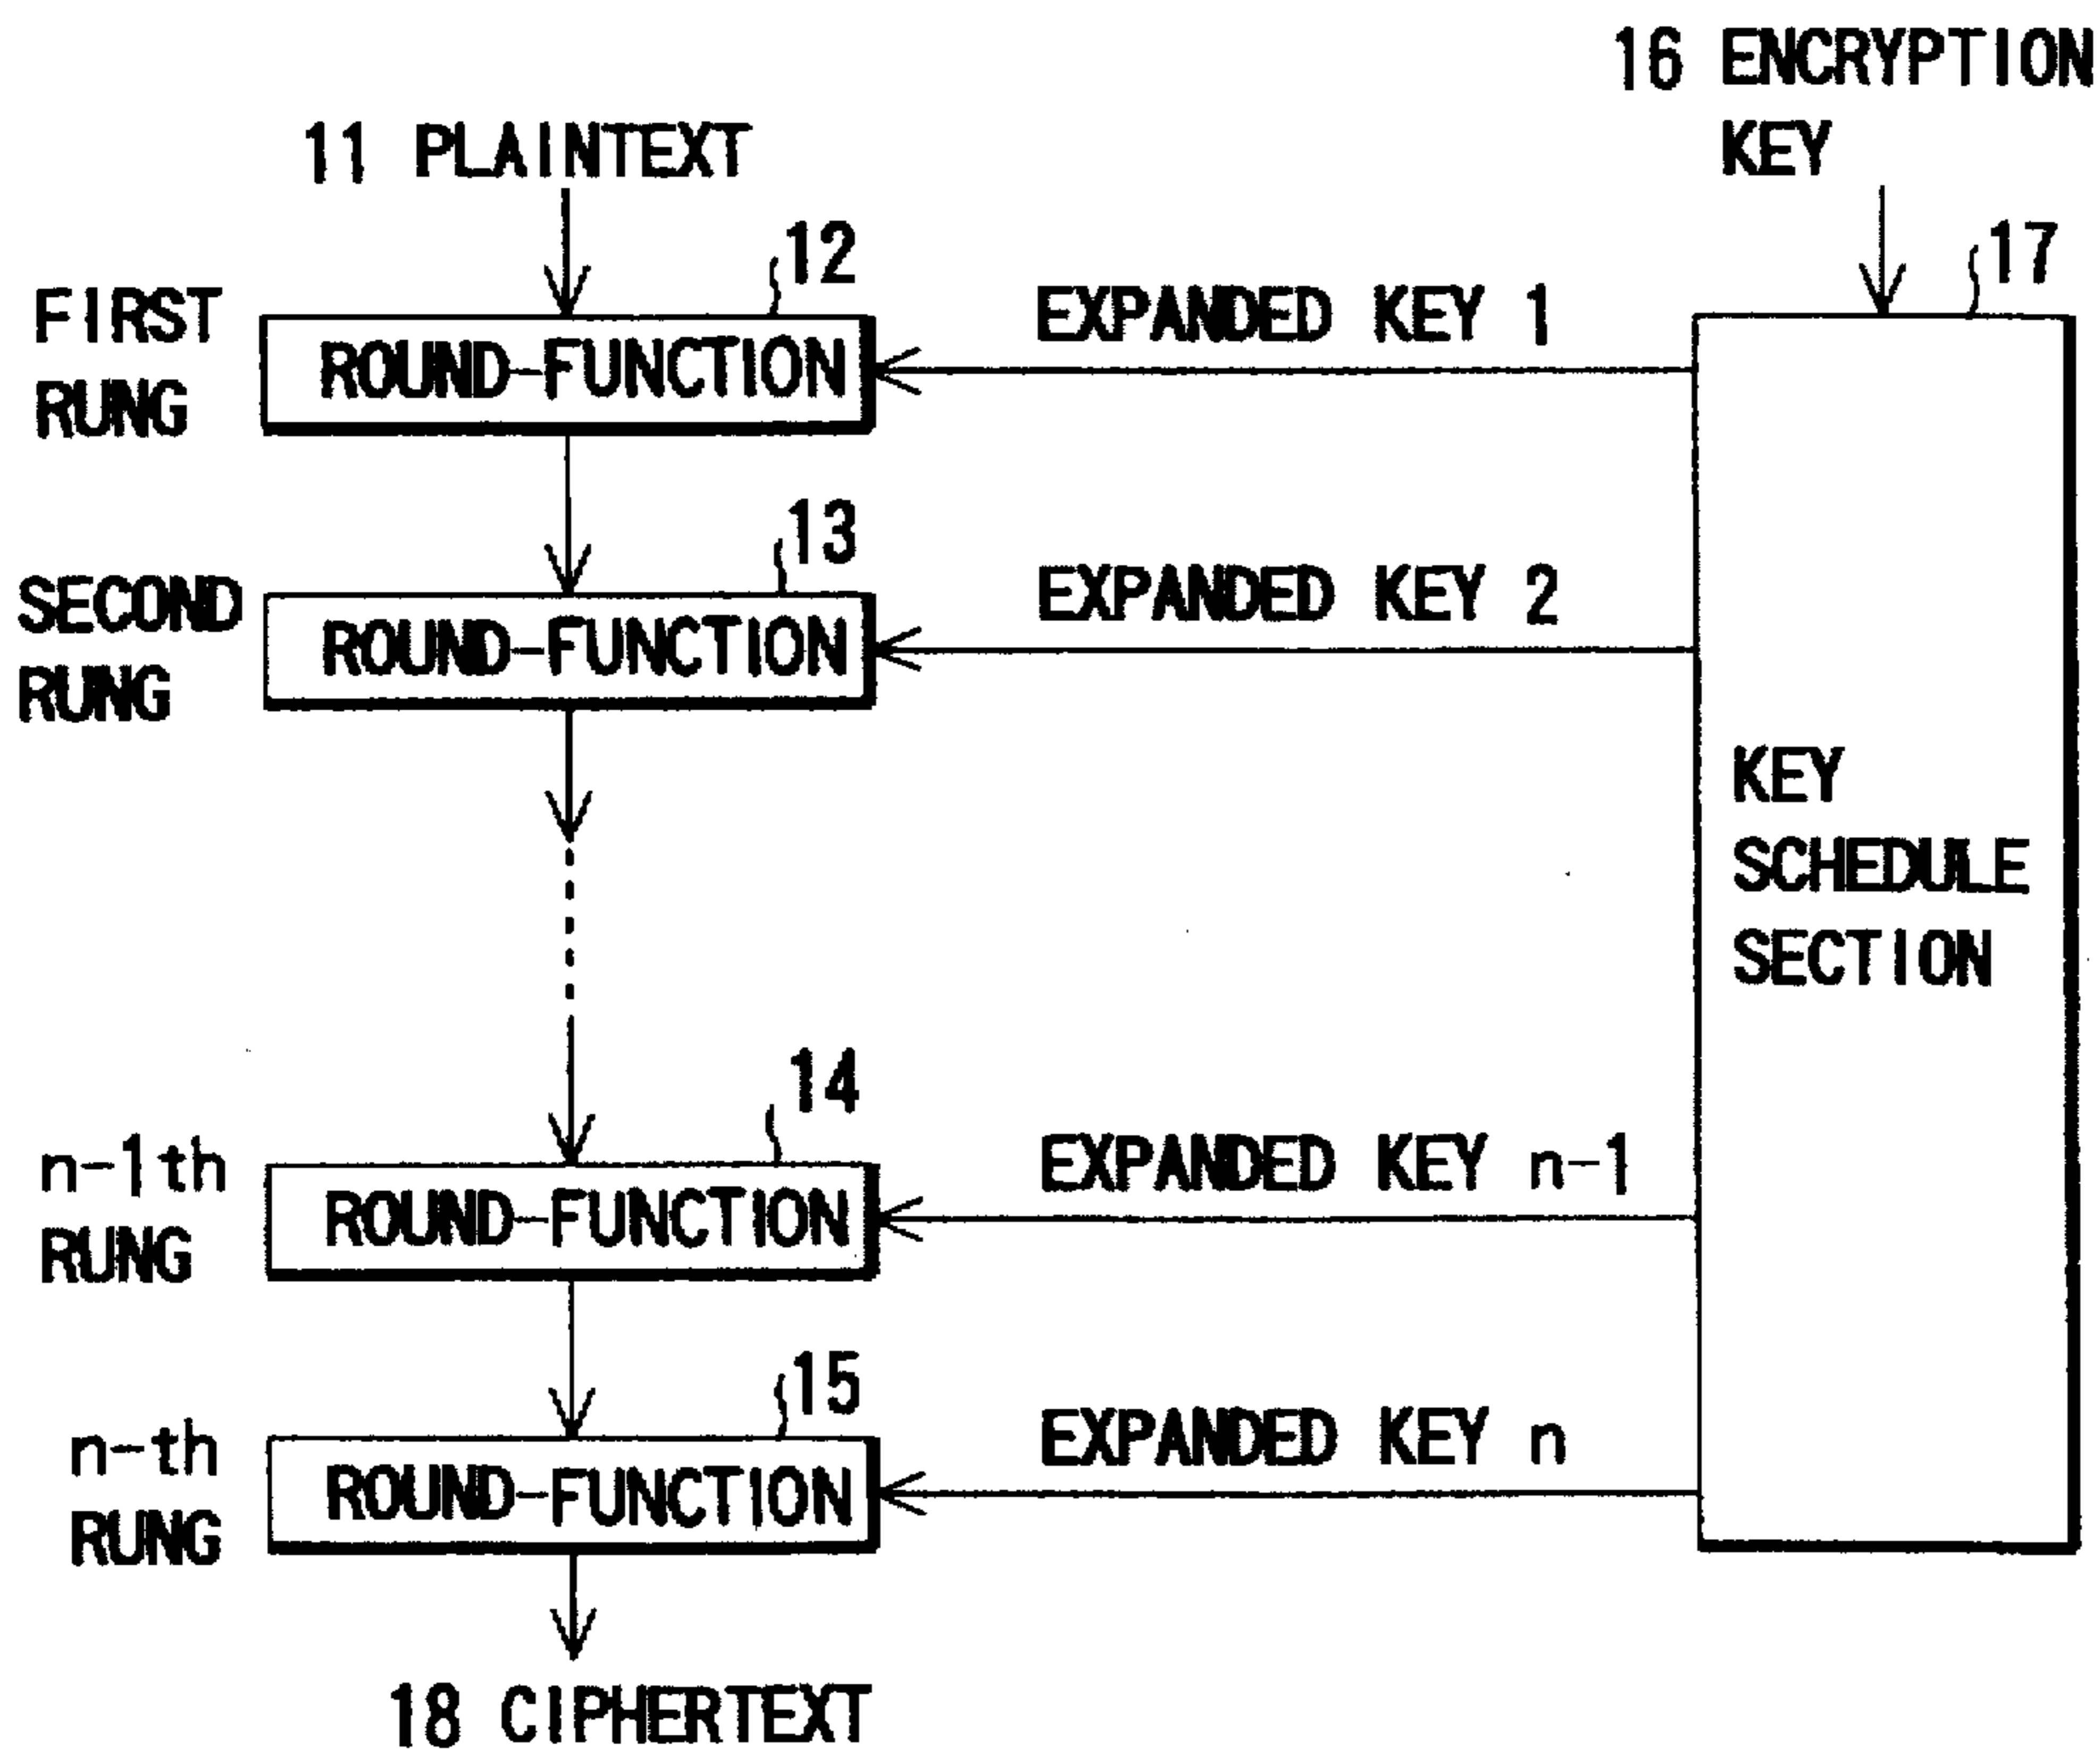 16 ENCRYPTION
KEY
11 PLAINTEXT
12
17
FIRST
RUNG
ROUND-FUNCTION
EXPANDED KEY 1
13
SECOND
RUNG
ROUND-FUNCTION
EXPANDED KEY 2
KEY
SCHEDULE
SECTION
14
n-1th
RUNG
ROUND-FUNCTION
EXPANDED KEY n-1
15
n-th
RUNG
ROUND-FUNCTION
EXPANDED KEY n
18 CIPHERTEXT